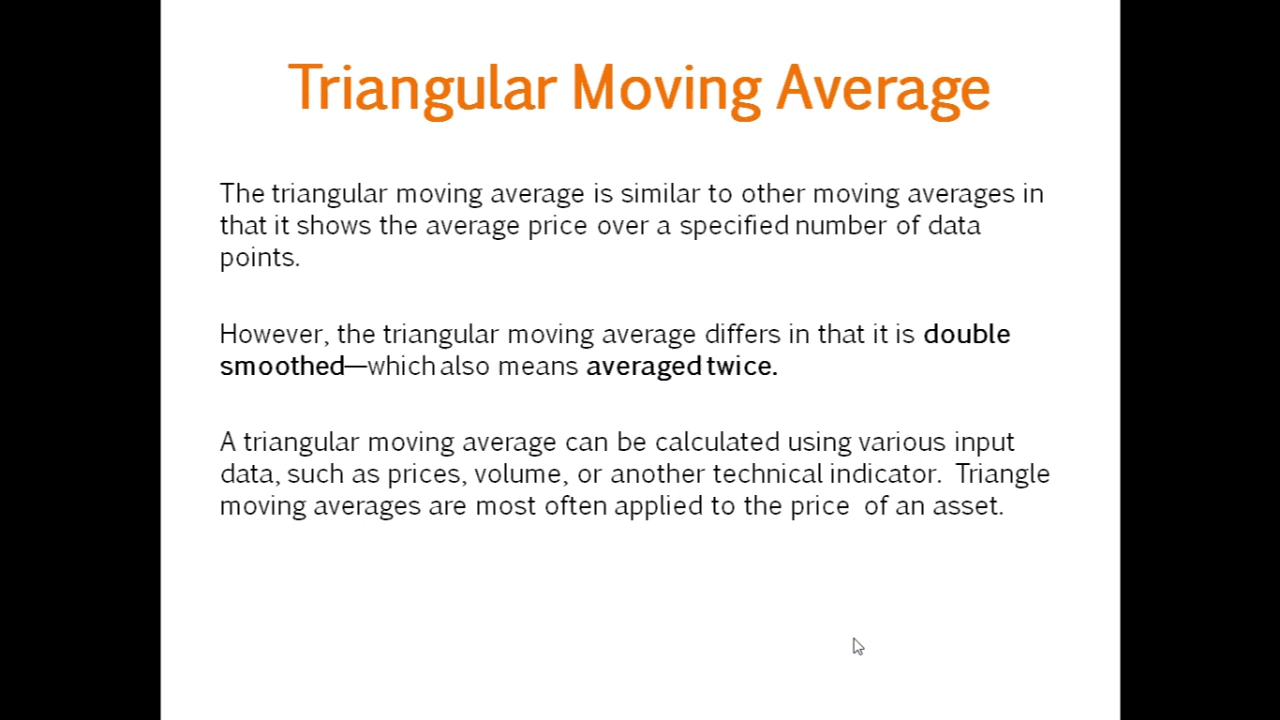 Triangular Moving Average
The triangular moving average is similar to other moving averages in
that it shows the average price over a specified number of data
points.
However, the triangular moving average differs in that it is double
smoothed—which also means averaged twice.
A triangular moving average can be calculated using various input
data, such as prices, volume, or another technical indicator.  Triangle
moving averages are most often applied to the price  of an asset.